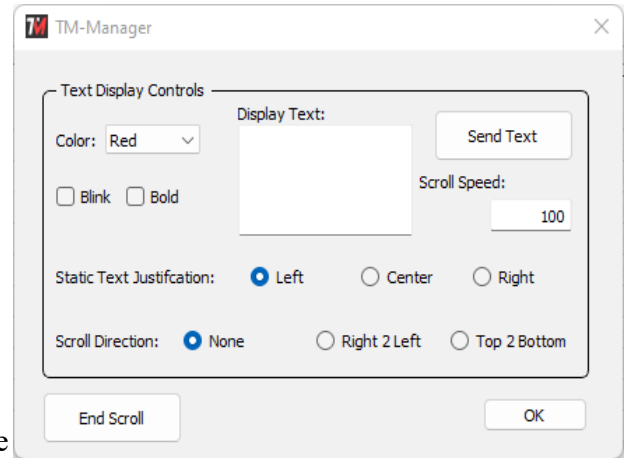 TM TM-Manager
Text Display Controls
Display Text:
Color: Red
Send Text
Blink Bold
Scroll Speed:
100
Static Text Justifcation: Left Center Right
Scroll Direction: None Right 2 Left Top 2 Bottom
End Scroll OK
e